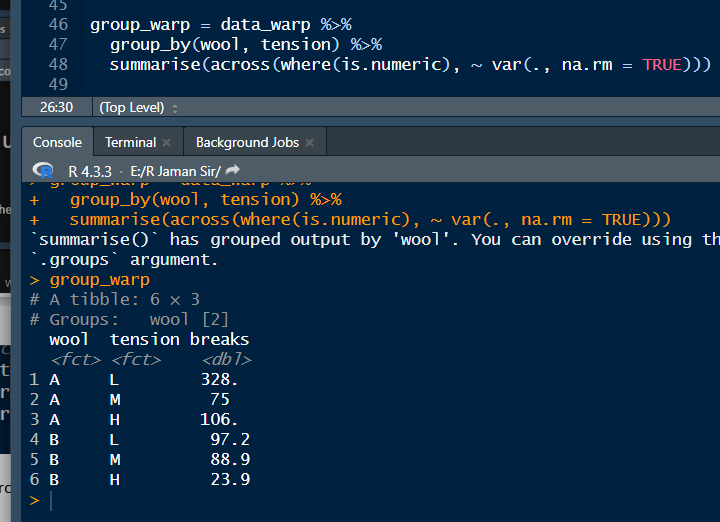 45
46 group_warp = data_warp %>%
47   group_by(wool, tension) %>%
48   summarise(across(where(is.numeric), ~ var(., na.rm = TRUE)))
49
26:30 (Top Level)
Console Terminal Background Jobs
R 4.3.3 · E:/R Jaman Sir/
> group_warp = data_warp %>%
+   group_by(wool, tension) %>%
+   summarise(across(where(is.numeric), ~ var(., na.rm = TRUE)))
`summarise()` has grouped output by 'wool'. You can override using th
`.groups` argument.
> group_warp
# A tibble: 6 × 3
# Groups:   wool [2]
  wool  tension breaks
  <fct> <fct>    <dbl>
1 A     L        328.
2 A     M         75
3 A     H        106.
4 B     L         97.2
5 B     M         88.9
6 B     H         23.9
>